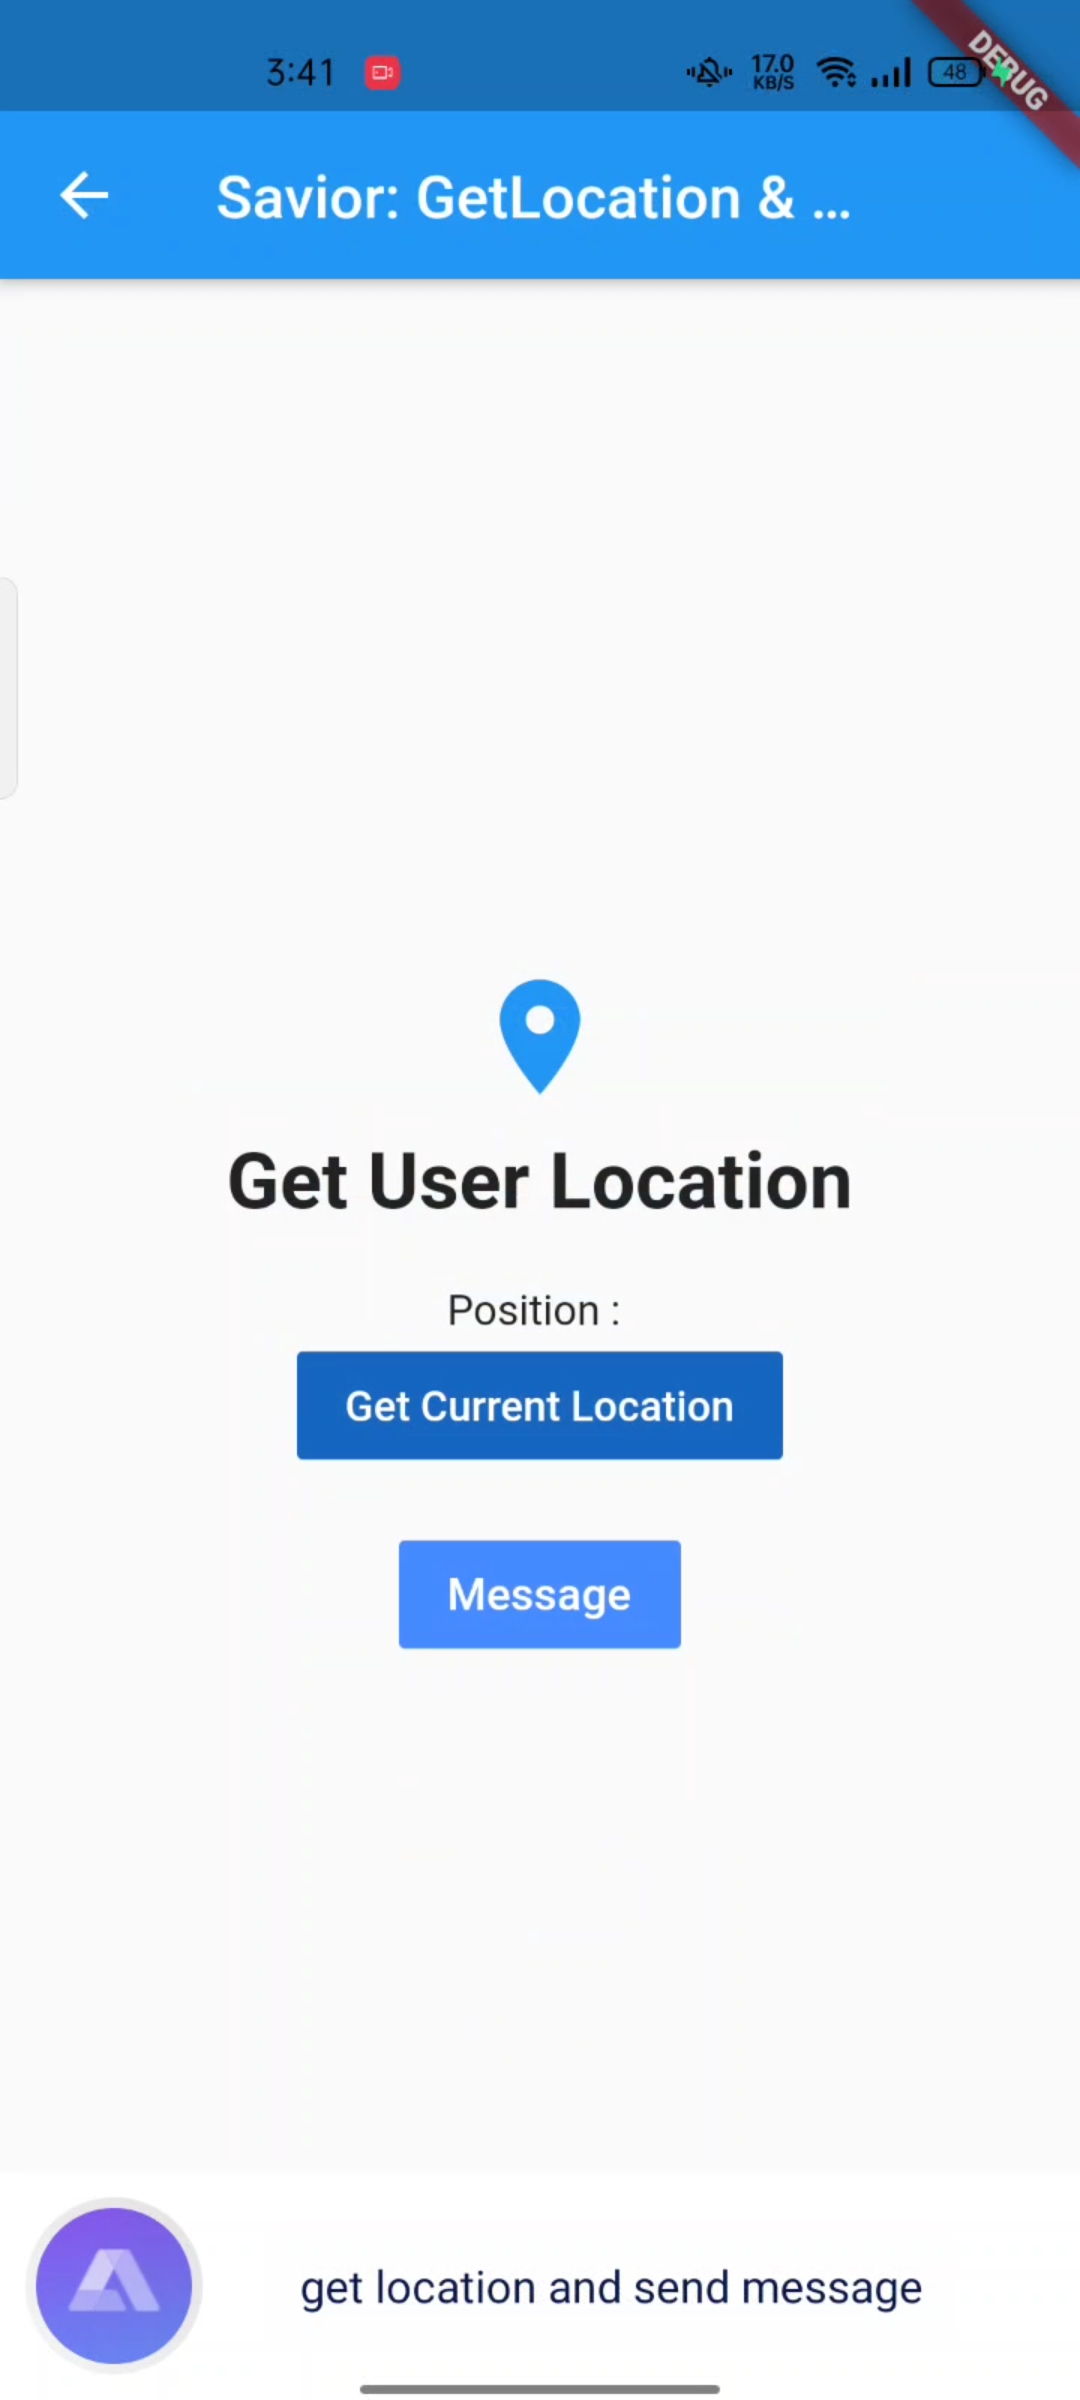 3:41
17.0
KB/S
48
DEBUG
Savior: GetLocation & ...
Get User Location
Position :
Get Current Location
Message
get location and send message